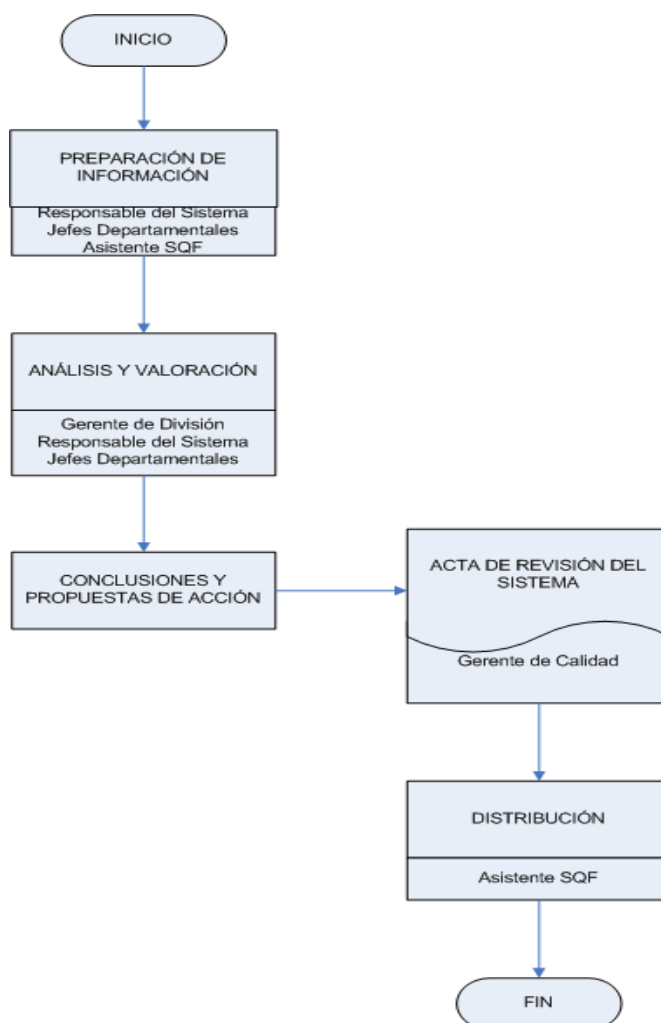 INICIO
PREPARACIÓN DE
INFORMACIÓN
Responsable del Sistema
Jefes Departamentales
Asistente SQF
ANÁLISIS Y VALORACIÓN
Gerente de División
Responsable del Sistema
Jefes Departamentales
CONCLUSIONES Y
PROPUESTAS DE ACCIÓN
ACTA DE REVISIÓN DEL
SISTEMA
Gerente de Calidad
DISTRIBUCIÓN
Asistente SQF
FIN